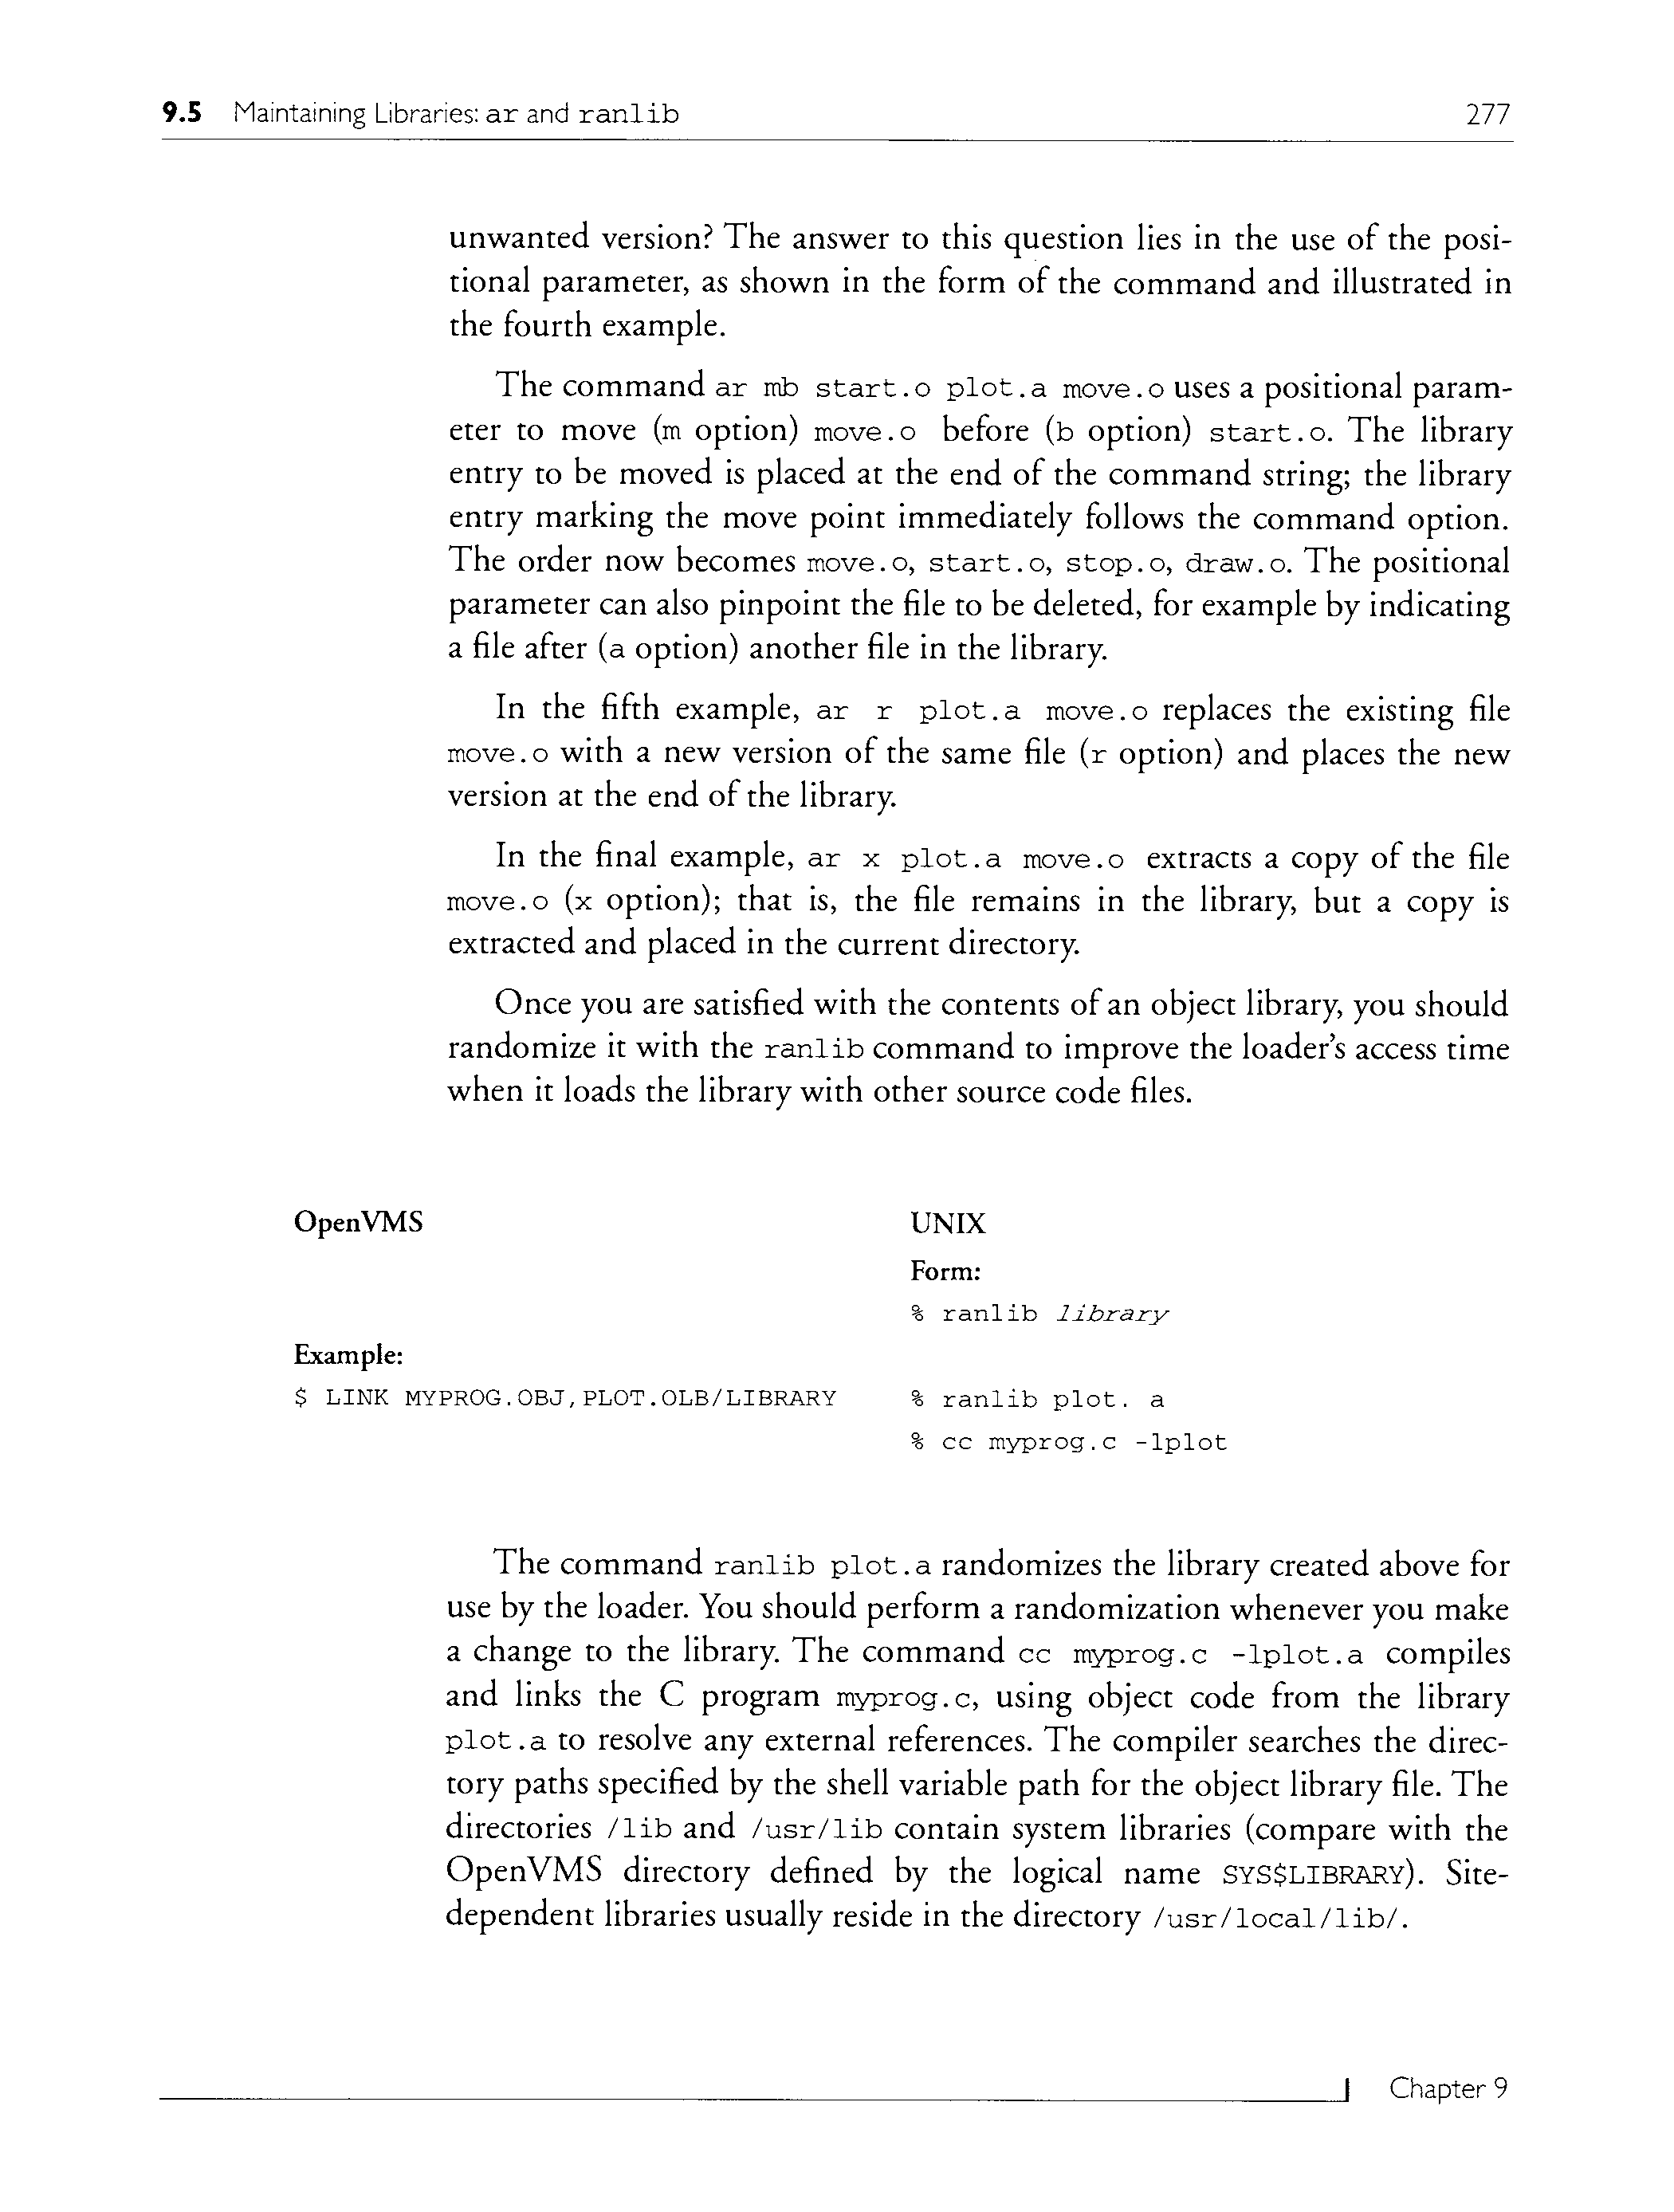 9.5 Maintaining Libraries: ar and ranlib 277
unwanted version? The answer to this question lies in the use of the posi-
tional parameter, as shown in the form of the command and illustrated in
the fourth example.
The command ar mb start.o plot.a move.o uses a positional param-
eter to move (m option) move.o before (b option) start.o. The library
entry to be moved is placed at the end of the command string; the library
entry marking the move point immediately follows the command option.
The order now becomes move.o, start.o, stop.o, draw.o. The positional
parameter can also pinpoint the file to be deleted, for example by indicating
a file after (a option) another file in the library.
In the fifth example, ar r plot.a move.o replaces the existing file
move.o with a new version of the same file (r option) and places the new
version at the end of the library.
In the final example, ar x plot.a move.o extracts a copy of the file
move.o (x option); that is, the file remains in the library, but a copy is
extracted and placed in the current directory.
Once you are satisfied with the contents of an object library, you should
randomize it with the ranlib command to improve the loader's access time
when it loads the library with other source code files.
OpenVMS UNIX
Form:
% ranlib library
Example:
$ LINK MYPROG.OBJ,PLOT.OLB/LIBRARY % ranlib plot. a
% cc myprog.c -lplot
The command ranlib plot.a randomizes the library created above for
use by the loader. You should perform a randomization whenever you make
a change to the library. The command cc myprog.c -lplot.a compiles
and links the C program myprog.c, using object code from the library
plot.a to resolve any external references. The compiler searches the direc-
tory paths specified by the shell variable path for the object library file. The
directories /lib and /usr/lib contain system libraries (compare with the
OpenVMS directory defined by the logical name SYS$LIBRARY). Site-
dependent libraries usually reside in the directory /usr/local/lib/.
Chapter 9